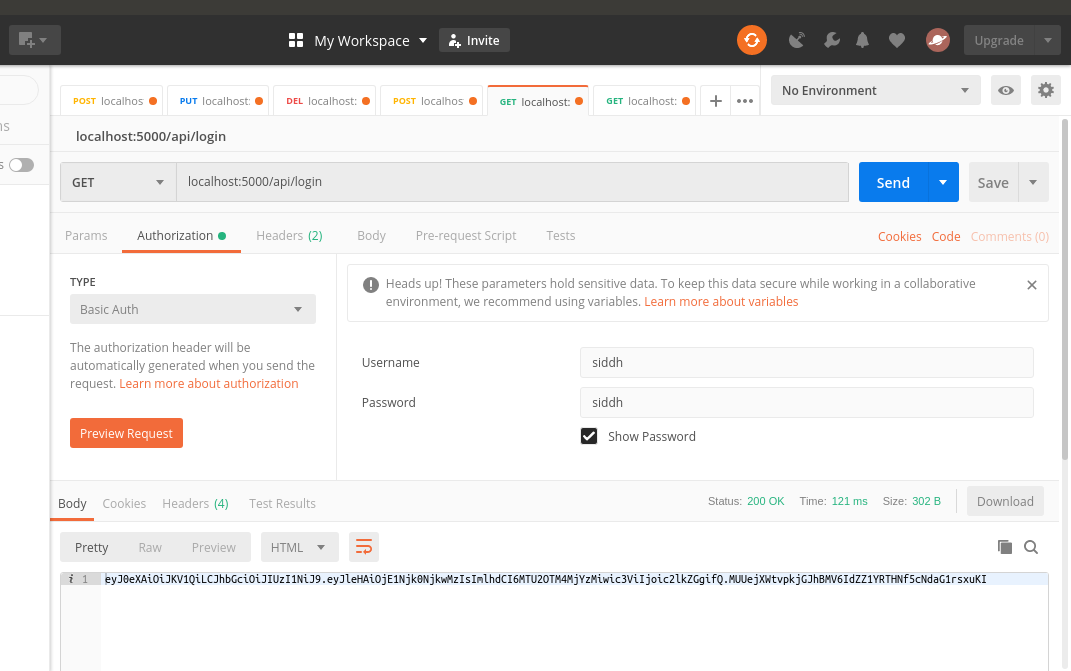 My Workspace
Invite
Upgrade
POST localhos
PUT localhost:
DEL localhost:
POST localhos
GET localhost:
GET localhost:
No Environment
ns
localhost:5000/api/login
s
GET
localhost:5000/api/login
Send
Save
Params
Authorization
Headers (2)
Body
Pre-request Script
Tests
Cookies
Code
Comments (0)
TYPE
Basic Auth
The authorization header will be
automatically generated when you send the
request. Learn more about authorization
Preview Request
Heads up! These parameters hold sensitive data. To keep this data secure while working in a collaborative
environment, we recommend using variables. Learn more about variables
Username
siddh
Password
siddh
Show Password
Body
Cookies
Headers (4)
Test Results
Status: 200 OK
Time: 121 ms
Size: 302 B
Download
Pretty
Raw
Preview
HTML
i 1
eyJ0eXAiOiJKV1QiLCJhbGciOiJIUzI1NiJ9.eyJleHAiOjE1Njk0NjkwMzIsImlhdCI6MTU2OTM4MjYzMiwic3ViIjoic2lkZGgifQ.MUUejXWtvpkjGJhBMV6IdZZ1YRTHNf5cNdaG1rsxuKI